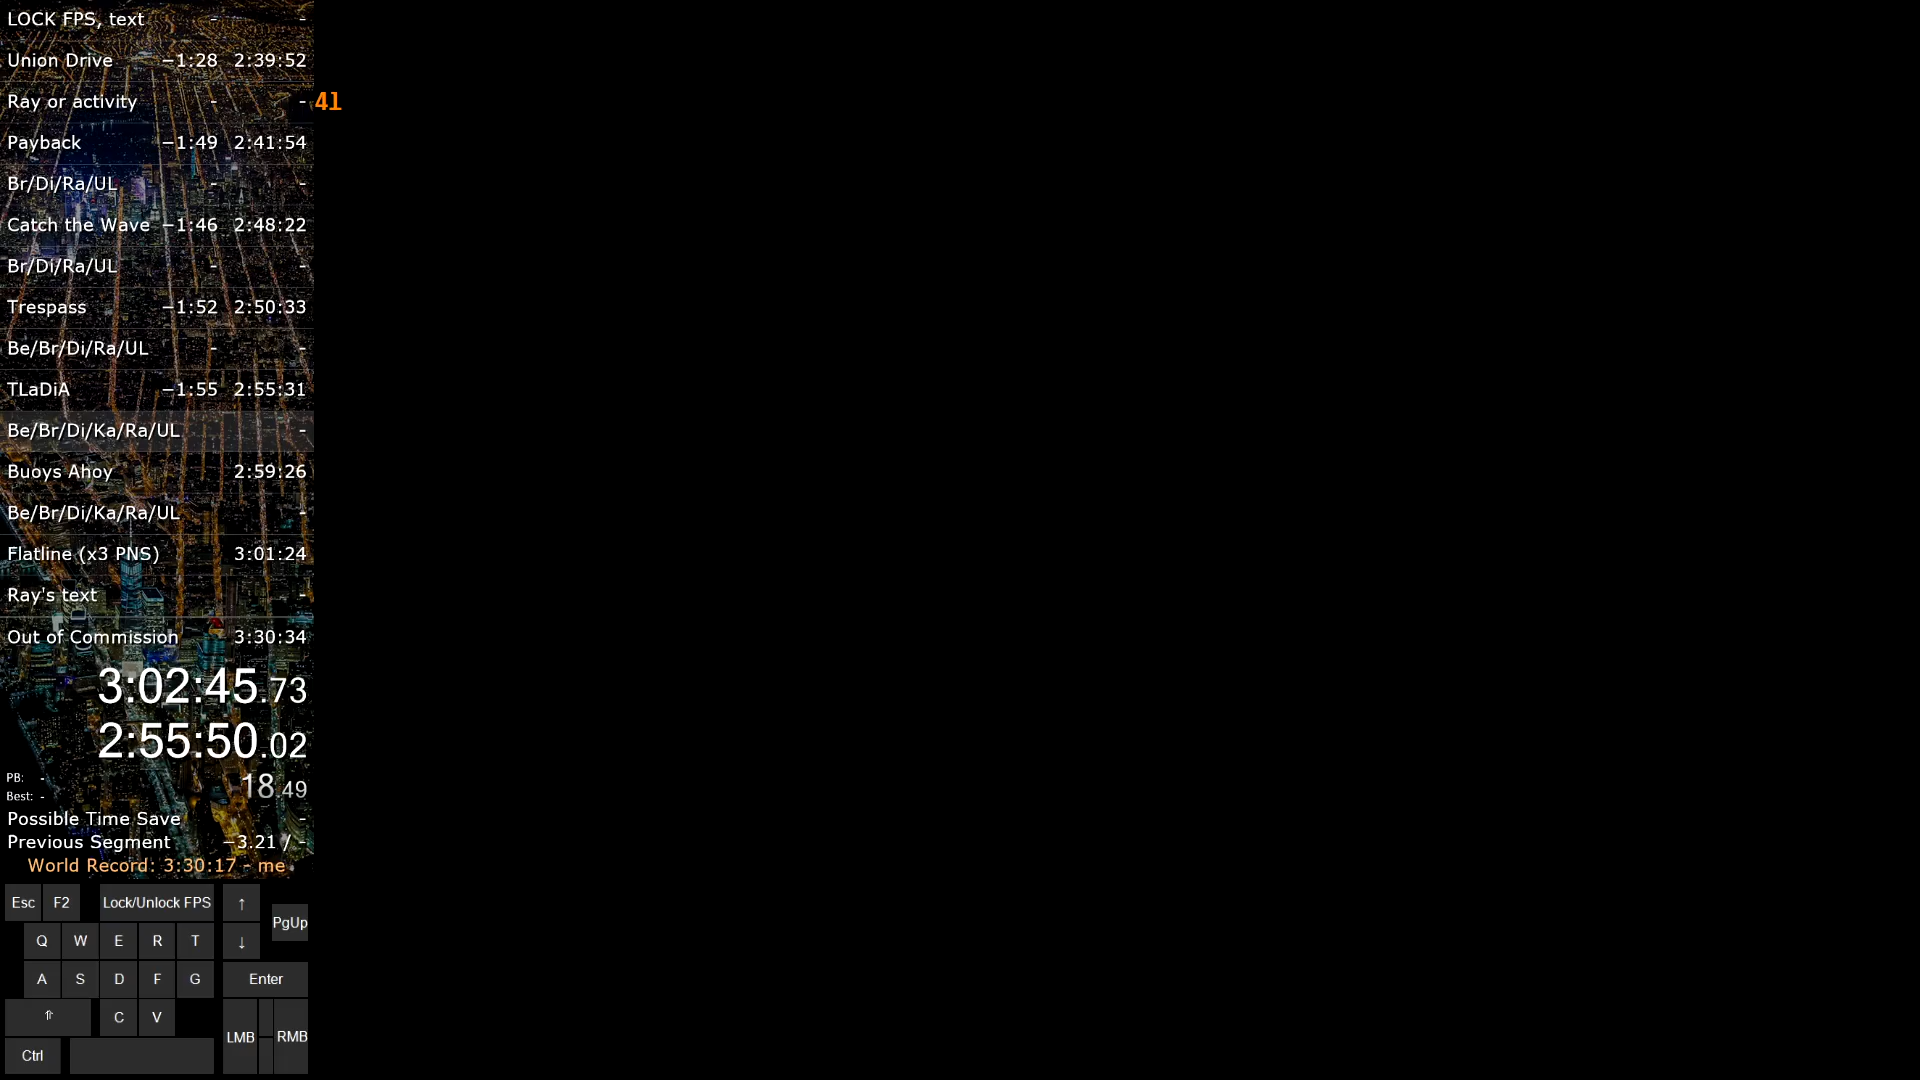 LOCK FPS, text - -
Union Drive −1:28 2:39:52
Ray or activity - - 41
Payback −1:49 2:41:54
Br/Di/Ra/UL - -
Catch the Wave −1:46 2:48:22
Br/Di/Ra/UL - -
Trespass −1:52 2:50:33
Be/Br/Di/Ra/UL - -
TLaDiA −1:55 2:55:31
Be/Br/Di/Ka/Ra/UL -
Buoys Ahoy 2:59:26
Be/Br/Di/Ka/Ra/UL -
Flatline (x3 PNS) 3:01:24
Ray's text -
Out of Commission 3:30:34
3:02:45.73
2:55:50.02
PB: - 18.49
Best: -
Possible Time Save -
Previous Segment −3.21 / -
World Record: 3:30:17 - me
Esc F2 Lock/Unlock FPS ↑ PgUp
Q W E R T ↓
A S D F G Enter
⇧ C V LMB RMB
Ctrl